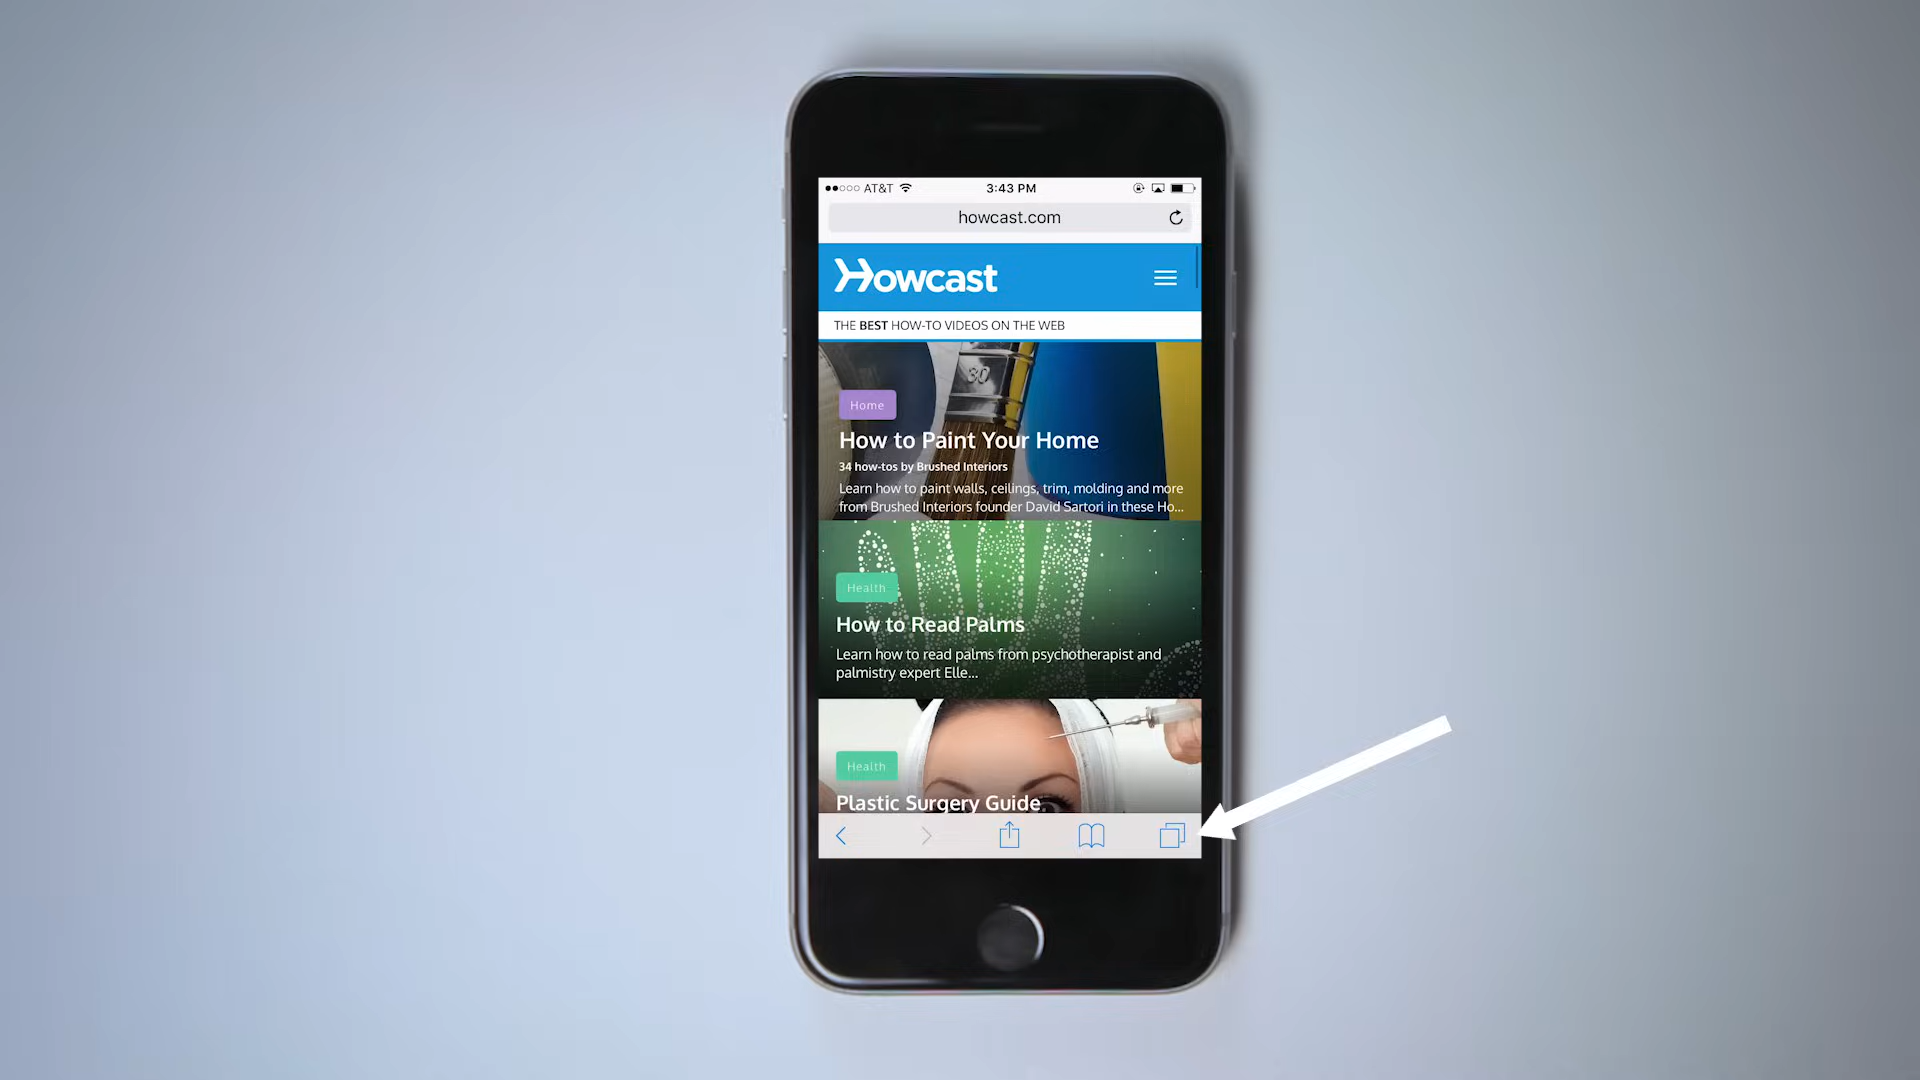 AT&T 3:43 PM
howcast.com
Howcast
THE BEST HOW-TO VIDEOS ON THE WEB
30
Home
How to Paint Your Home
34 how-tos by Brushed Interiors
Learn how to paint walls, ceilings, trim, molding and more
from Brushed Interiors founder David Sartori in these Ho...
Health
How to Read Palms
Learn how to read palms from psychotherapist and
palmistry expert Elle...
Health
Plastic Surgery Guide